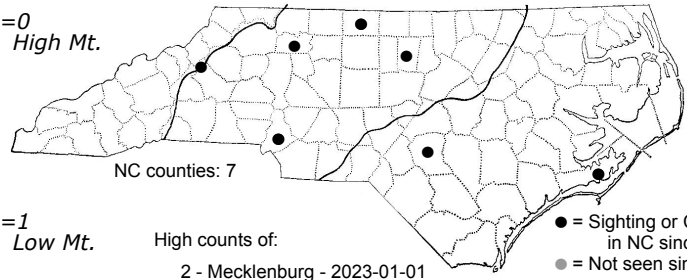 =0
High Mt.
NC counties: 7
=1
Low Mt.
High counts of:
2 - Mecklenburg - 2023-01-01
● = Sighting or
in NC sinc
● = Not seen sin